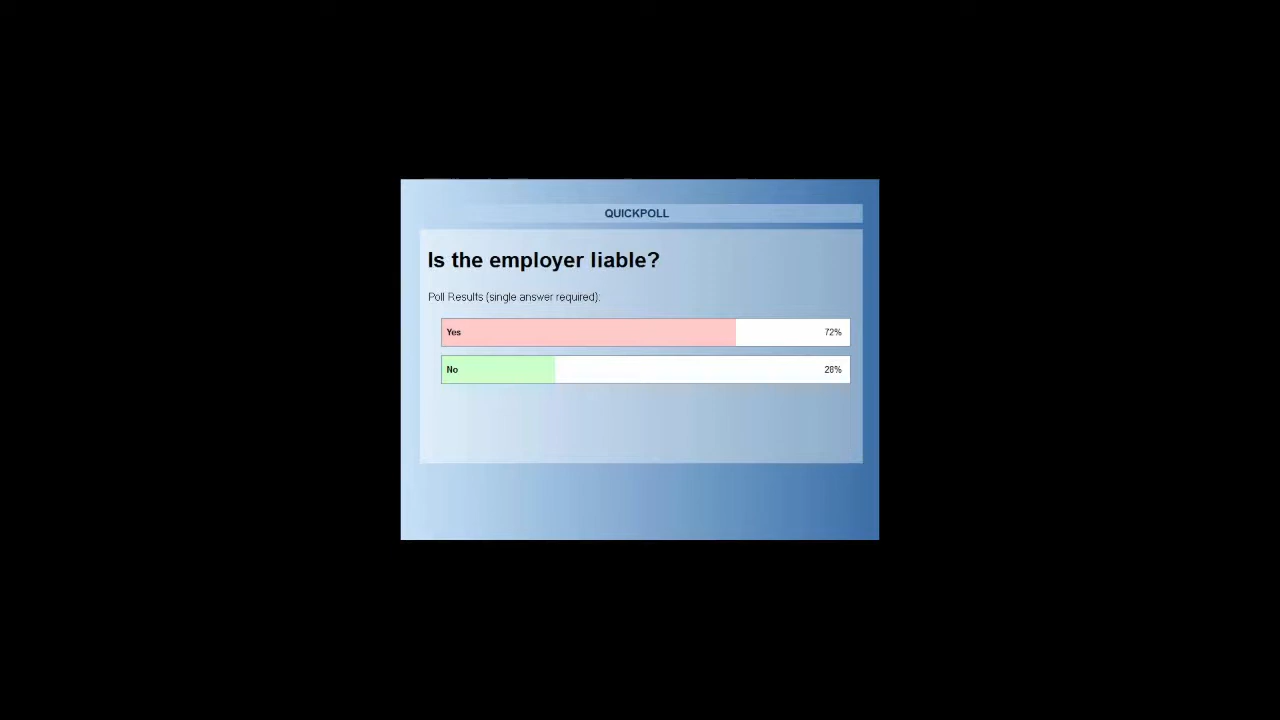 QUICKPOLL
Is the employer liable?
Poll Results (single answer required):
Yes 72%
No 28%